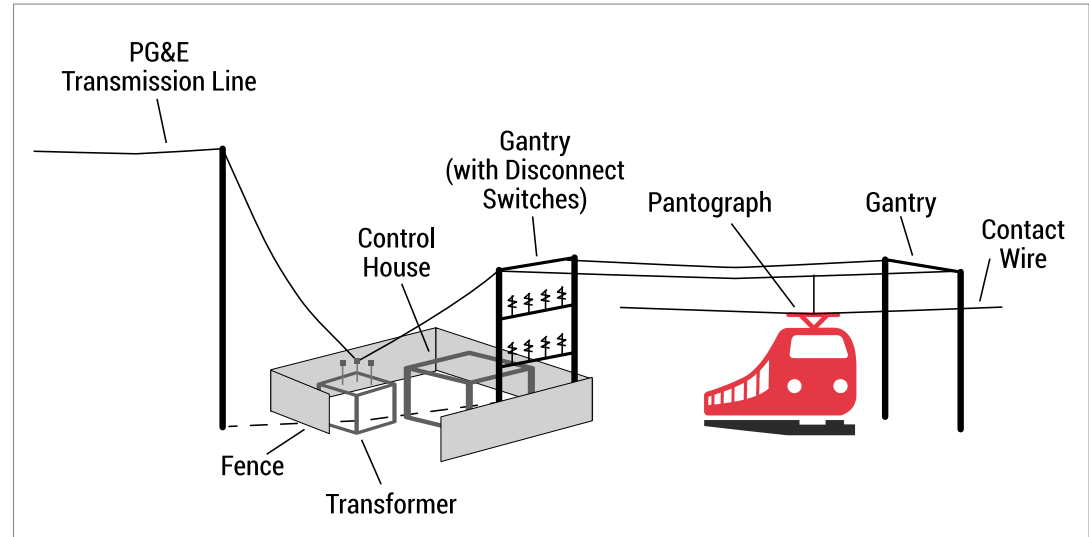 PG&E
Transmission Line
Gantry
(with Disconnect
Switches)
Pantograph
Gantry
Contact
Wire
Control
House
Fence
Transformer